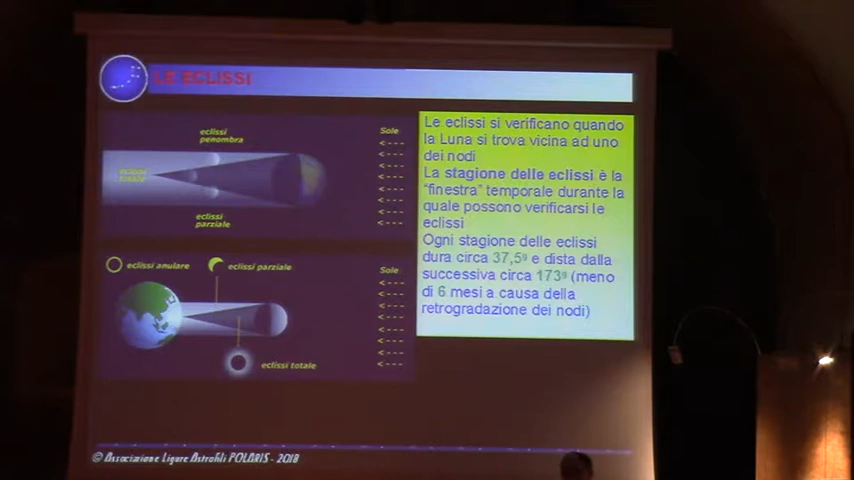 LE ECLISSI
eclissi
penombra
Sole
eclissi
totale
eclissi
parziale
eclissi anulare
eclissi parziale
Sole
eclissi totale
Le eclissi si verificano quando
la Luna si trova vicina ad uno
dei nodi
La stagione delle eclissi è la
“finestra” temporale durante la
quale possono verificarsi le
eclissi
Ogni stagione delle eclissi
dura circa 37,5g e dista dalla
successiva circa 173g (meno
di 6 mesi a causa della
retrogradazione dei nodi)
© Associazione Ligure Astrofili POLARIS - 2018